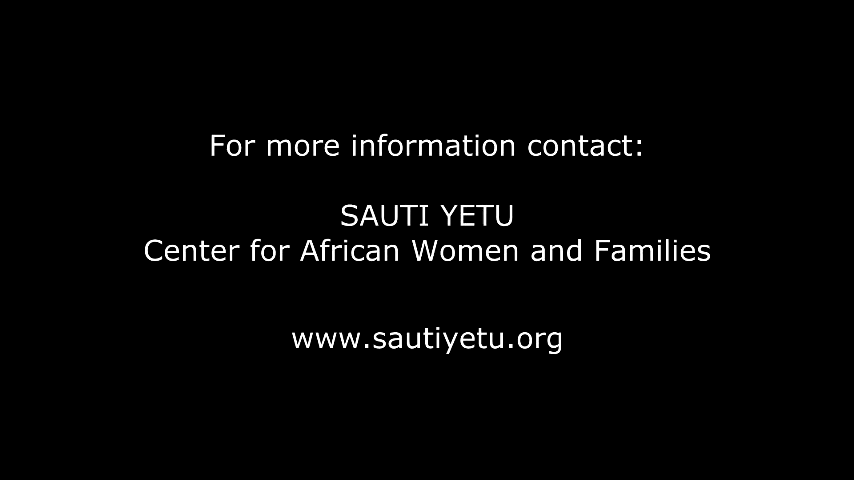 For more information contact:
SAUTI YETU
Center for African Women and Families
www.sautiyetu.org